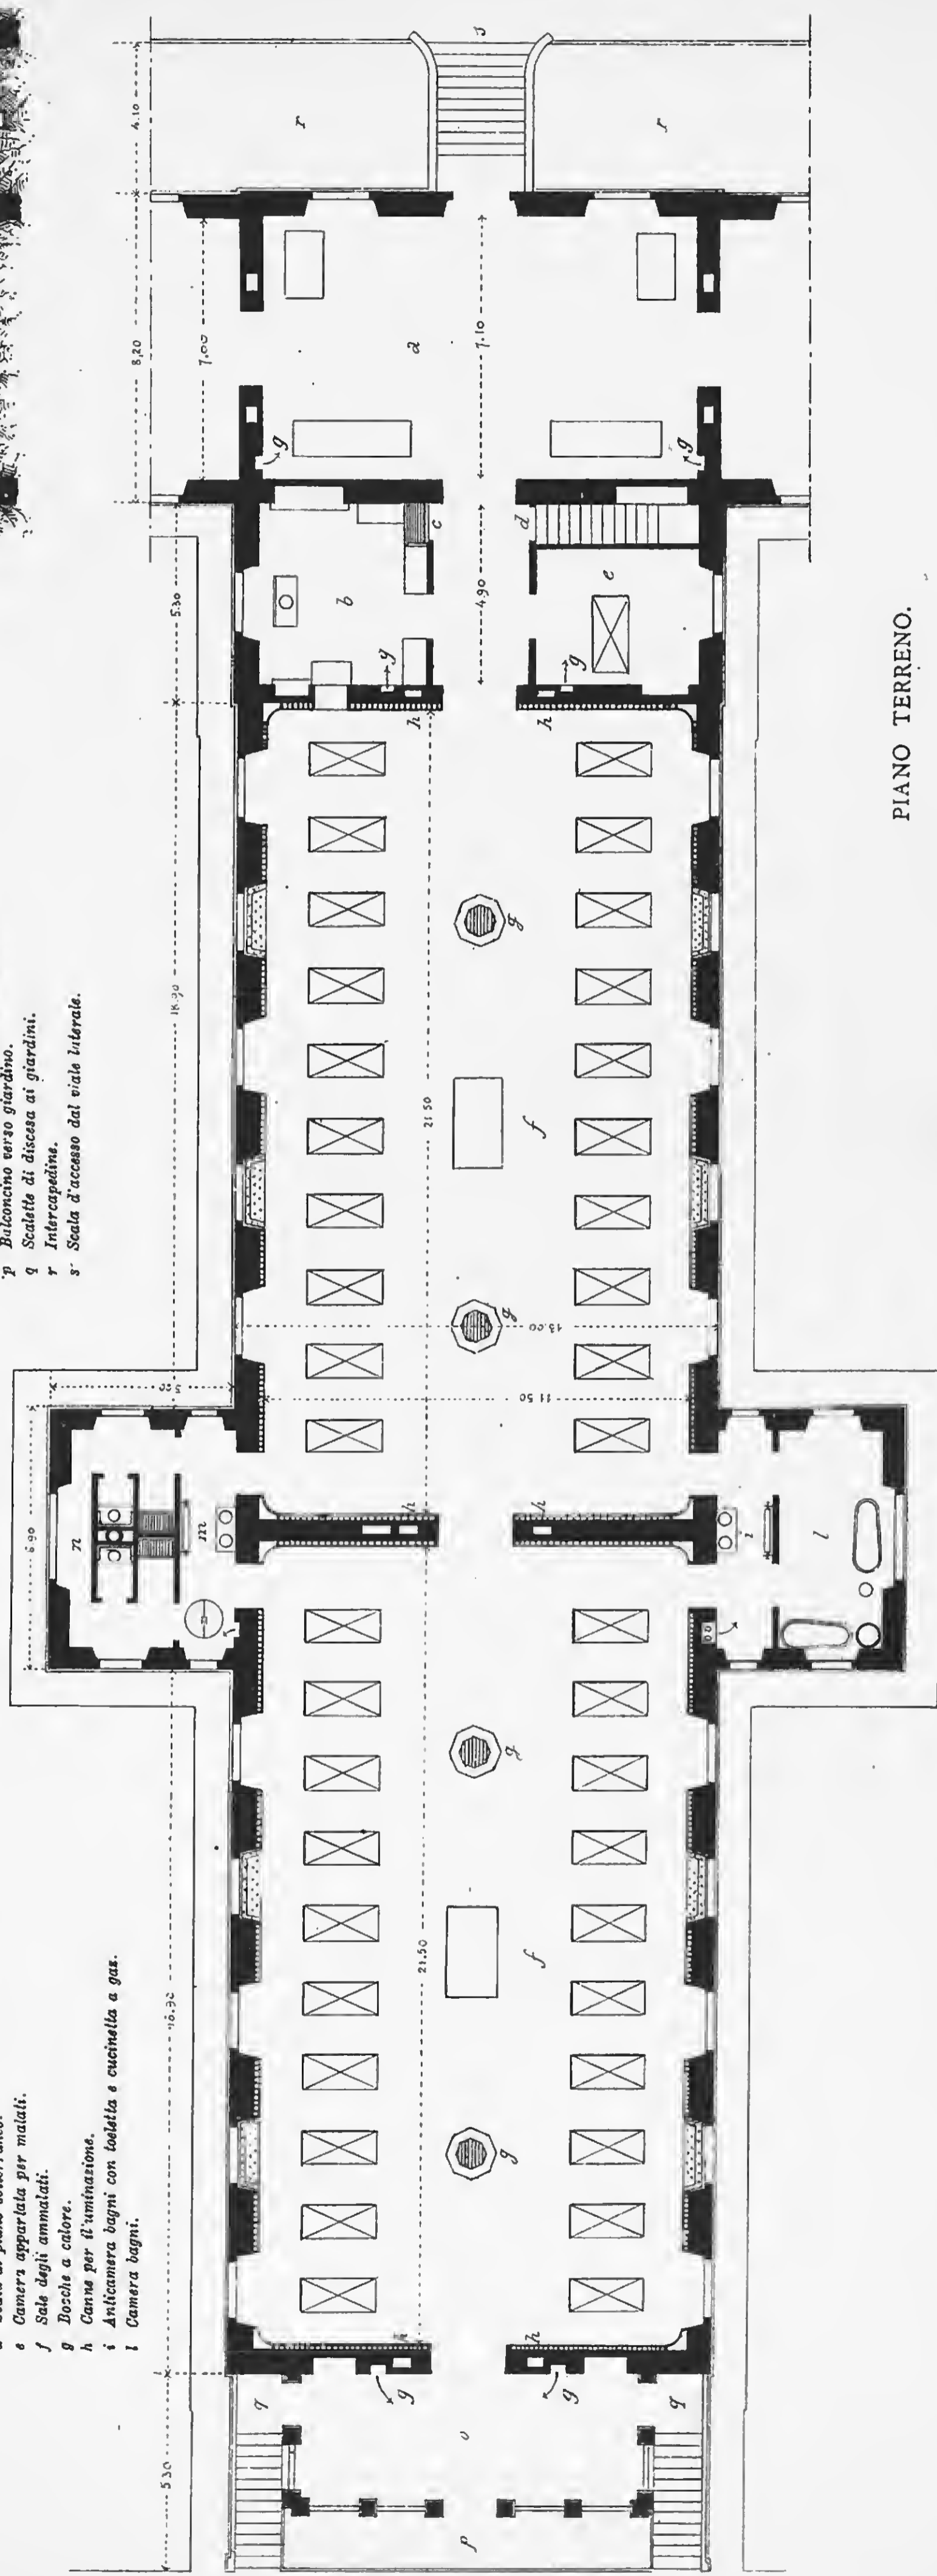 e Camera appartata per malati.
f Sale degli ammalati.
g Bocche a calore.
h Canne per il'uminazione.
i Anticamera bagni con toeletta e cucinetta a gas.
l Camera bagni.
p Balconcino verso giardino.
q Scalette di discesa ai giardini.
r Intercapedine.
s Scala d'accesso dal viale laterale.
PIANO TERRENO.
5.30
18.90
18.90
5.30
8,20
4.10
7.00
6.90
21.50
21 50
13.00
11.50
4.90
7.10
n
m
l
b
c
d
e
a
r
r
s
f
f
g
g
g
g
g
g
g
g
g
g
h
h
h
h
h
h
o
p
q
q